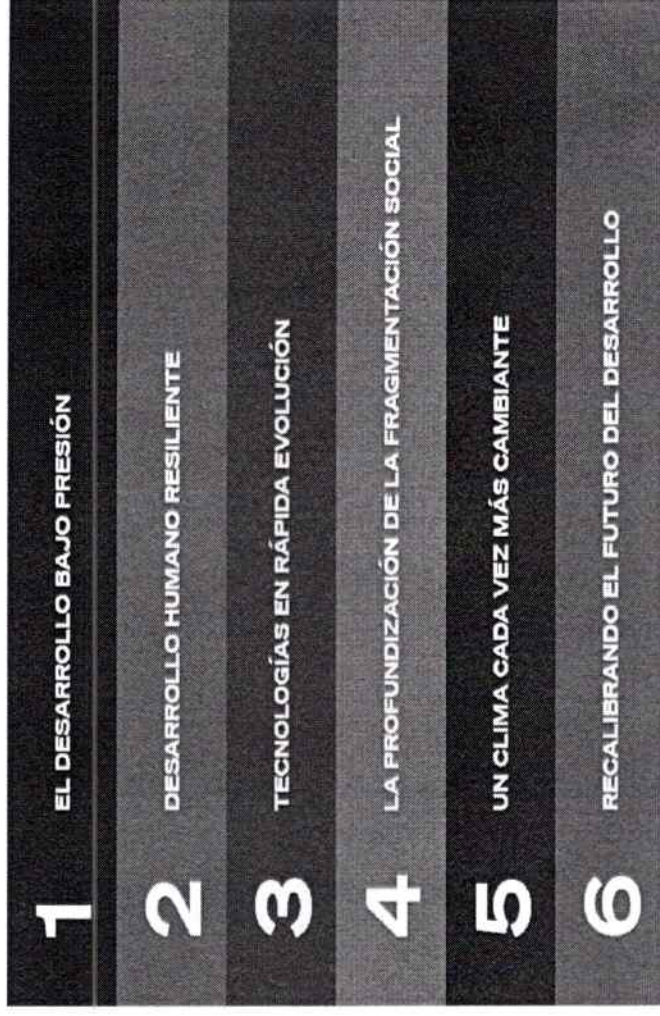 1 EL DESARROLLO BAJO PRESIÓN
2 DESARROLLO HUMANO RESILIENTE
3 TECNOLOGÍAS EN RÁPIDA EVOLUCIÓN
4 LA PROFUNDIZACIÓN DE LA FRAGMENTACIÓN SOCIAL
5 UN CLIMA CADA VEZ MÁS CAMBIANTE
6 RECALIBRANDO EL FUTURO DEL DESARROLLO